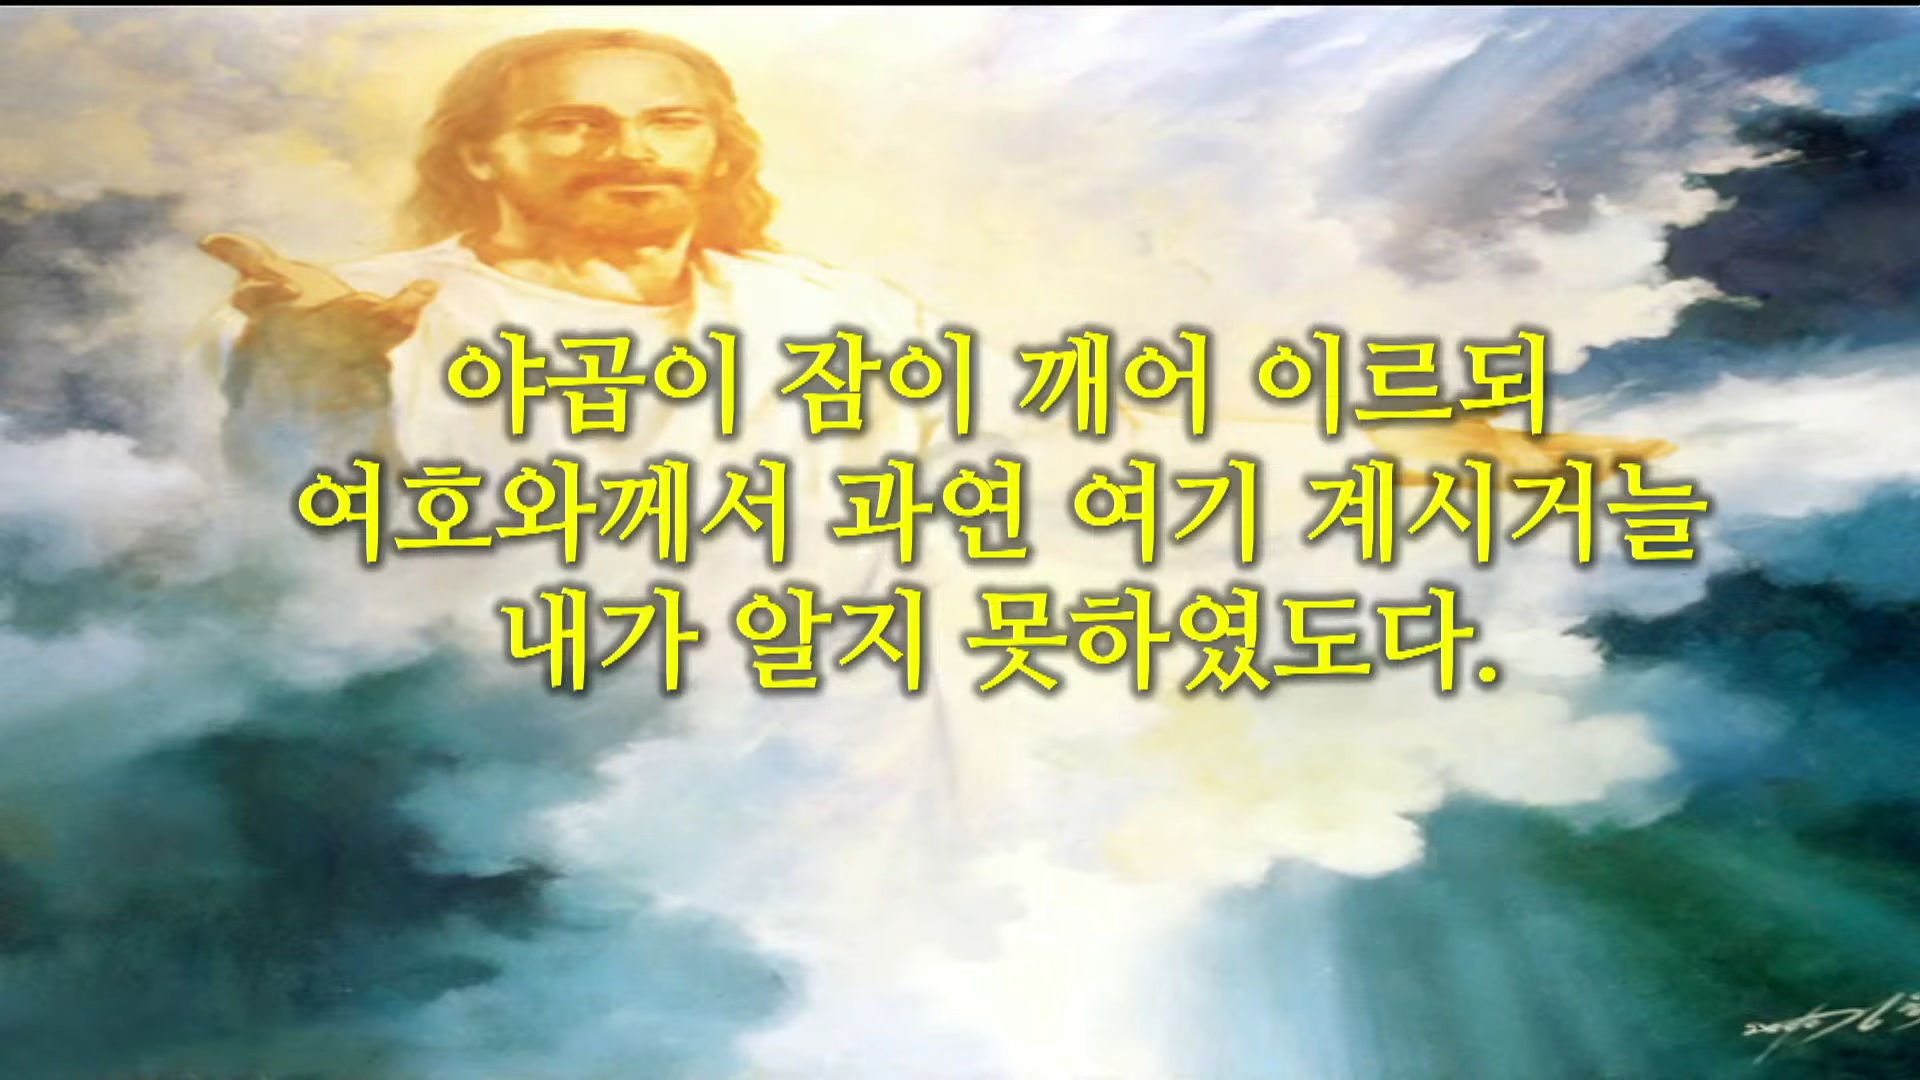 야곱이 잠이 깨어 이르되
여호와께서 과연 여기 계시거늘
내가 알지 못하였도다.